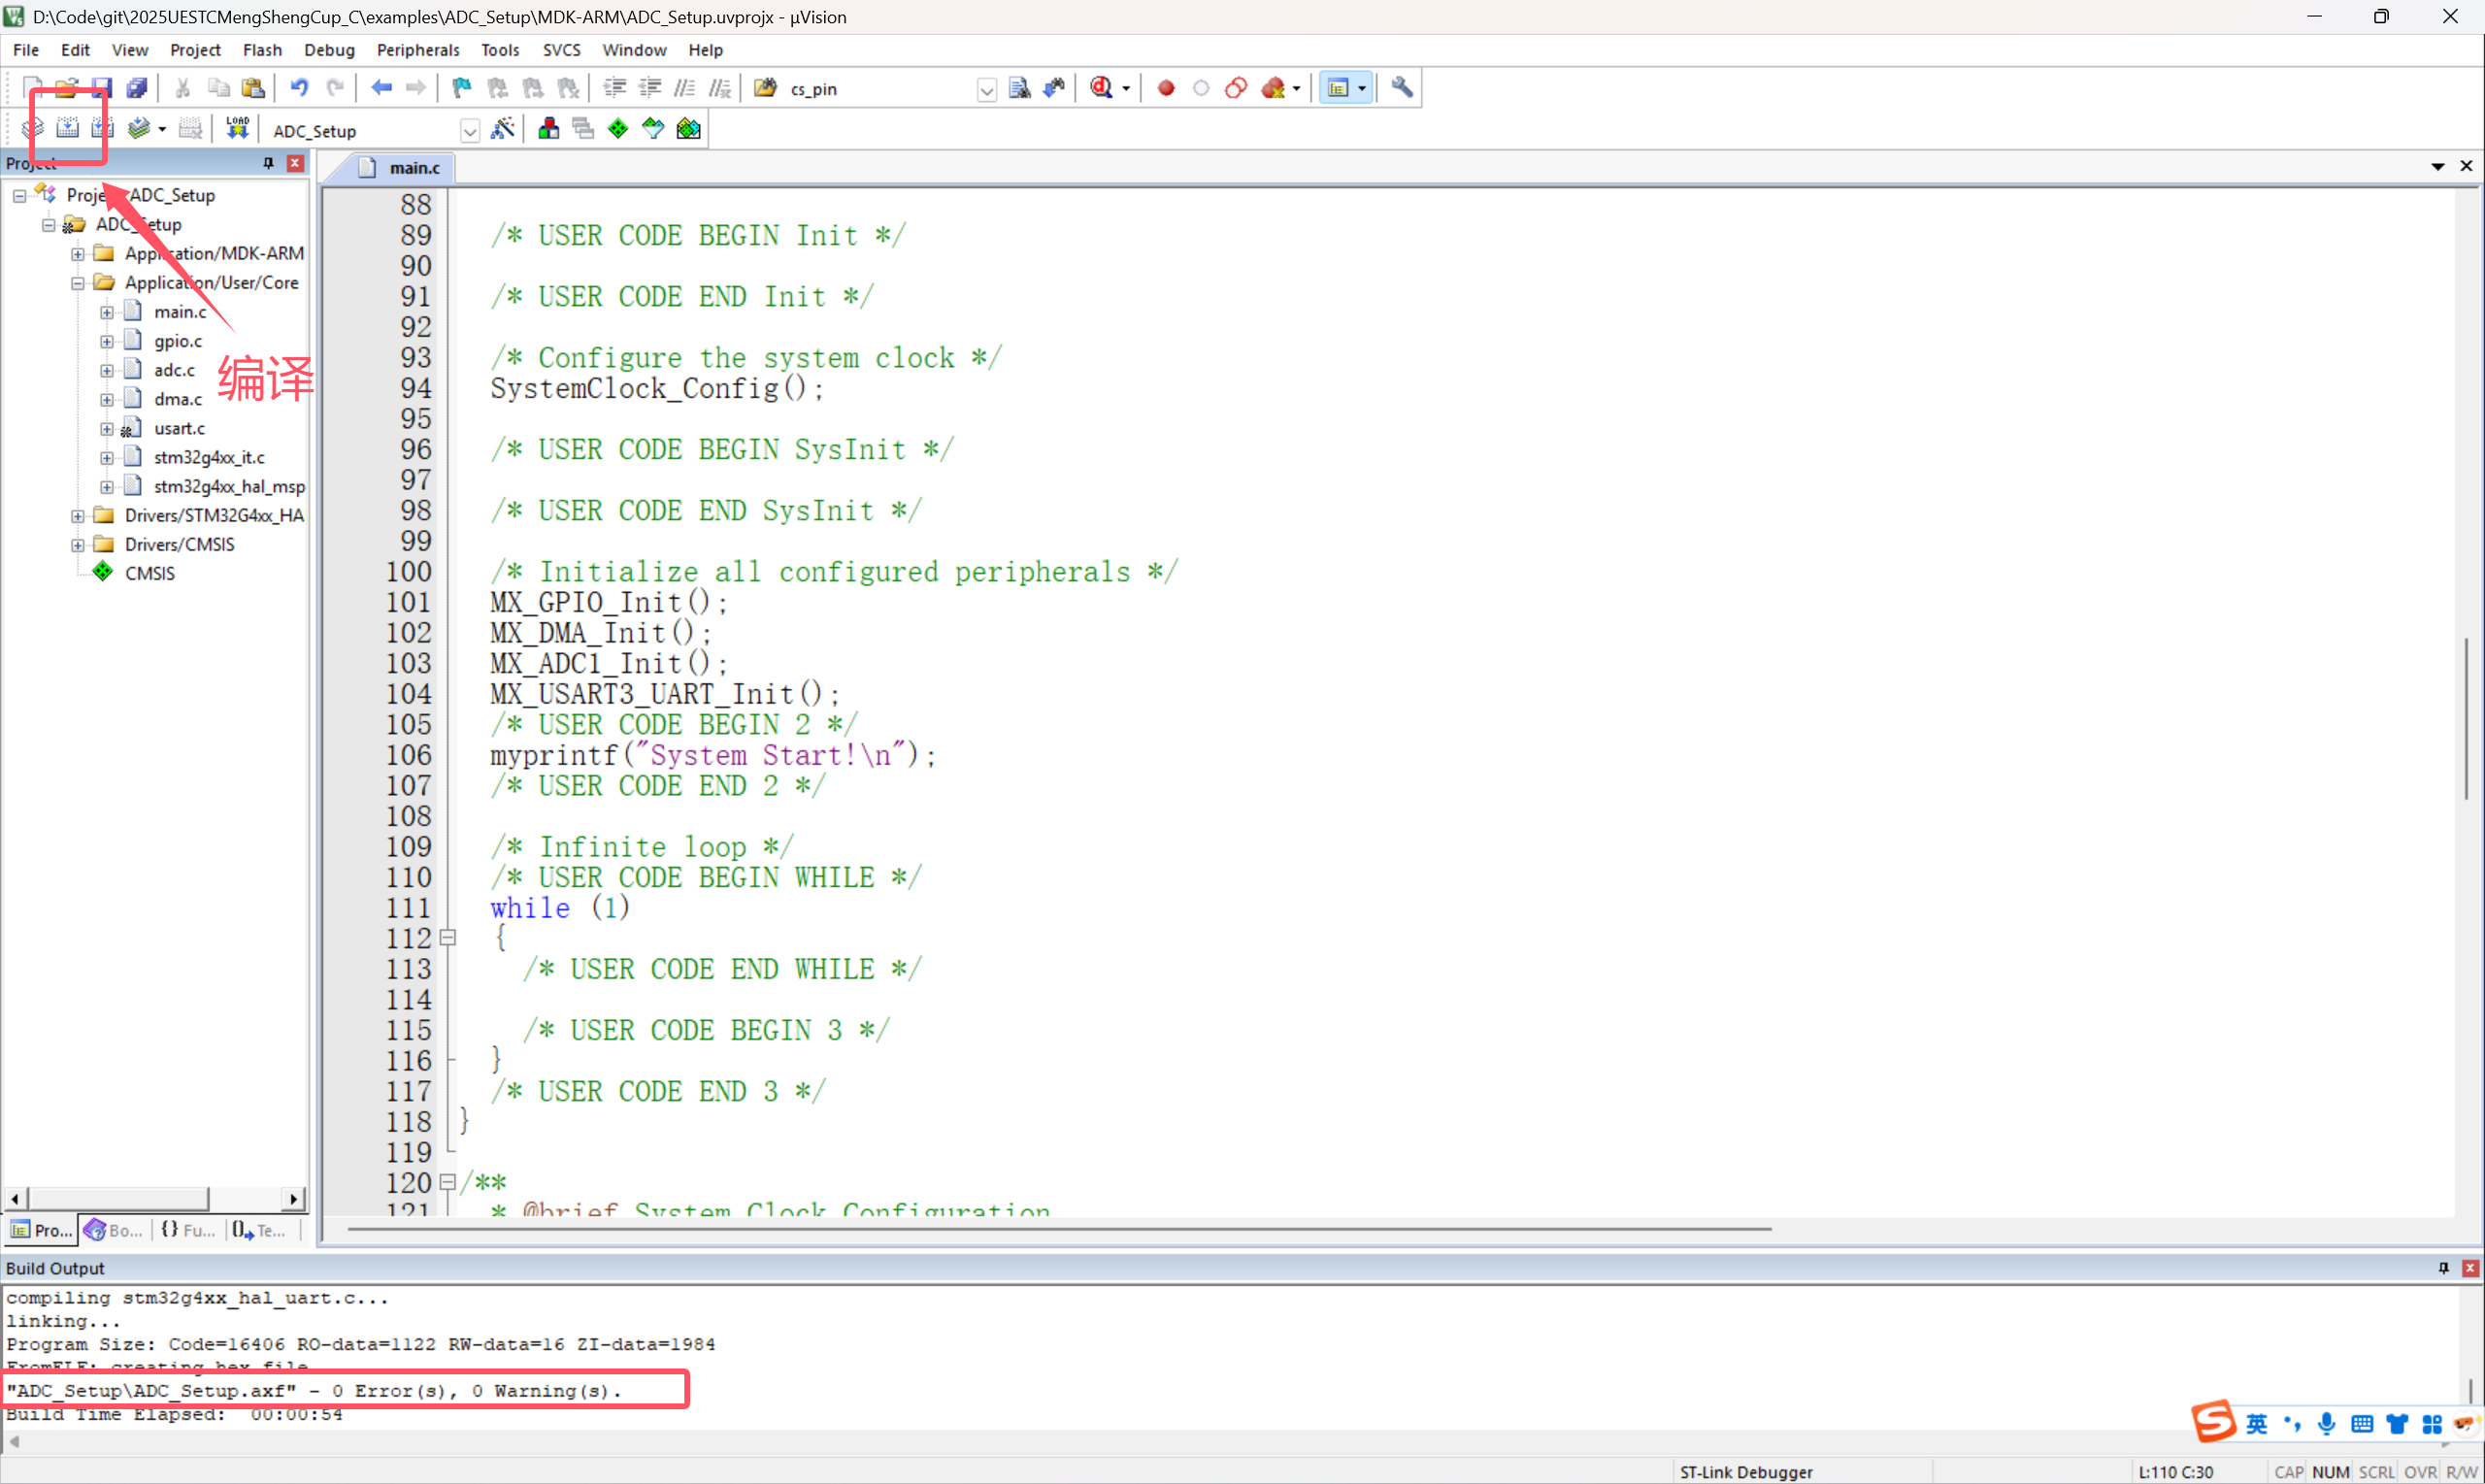 D:\Code\git\2025UESTCMengShengCup_C\examples\ADC_Setup\MDK-ARM\ADC_Setup.uvprojx - µVision
File Edit View Project Flash Debug Peripherals Tools SVCS Window Help
cs_pin
LOAD ADC_Setup
Project
main.c
Project: ADC_Setup
ADC_Setup
Application/MDK-ARM
Application/User/Core
main.c
gpio.c
adc.c
dma.c
usart.c
stm32g4xx_it.c
stm32g4xx_hal_msp
Drivers/STM32G4xx_HA
Drivers/CMSIS
CMSIS
编译
88
89 /* USER CODE BEGIN Init */
90
91 /* USER CODE END Init */
92
93 /* Configure the system clock */
94 SystemClock_Config();
95
96 /* USER CODE BEGIN SysInit */
97
98 /* USER CODE END SysInit */
99
100 /* Initialize all configured peripherals */
101 MX_GPIO_Init();
102 MX_DMA_Init();
103 MX_ADC1_Init();
104 MX_USART3_UART_Init();
105 /* USER CODE BEGIN 2 */
106 myprintf("System Start!\n");
107 /* USER CODE END 2 */
108
109 /* Infinite loop */
110 /* USER CODE BEGIN WHILE */
111 while (1)
112 {
113 /* USER CODE END WHILE */
114
115 /* USER CODE BEGIN 3 */
116 }
117 /* USER CODE END 3 */
118 }
119
120 /**
121 * @brief System Clock Configuration
Pro... Bo... {} Fu... Te...
Build Output
compiling stm32g4xx_hal_uart.c...
linking...
Program Size: Code=16406 RO-data=1122 RW-data=16 ZI-data=1984
FromELF: creating hex file...
"ADC_Setup\ADC_Setup.axf" - 0 Error(s), 0 Warning(s).
Build Time Elapsed: 00:00:54
英
ST-Link Debugger L:110 C:30 CAP NUM SCRL OVR R/W